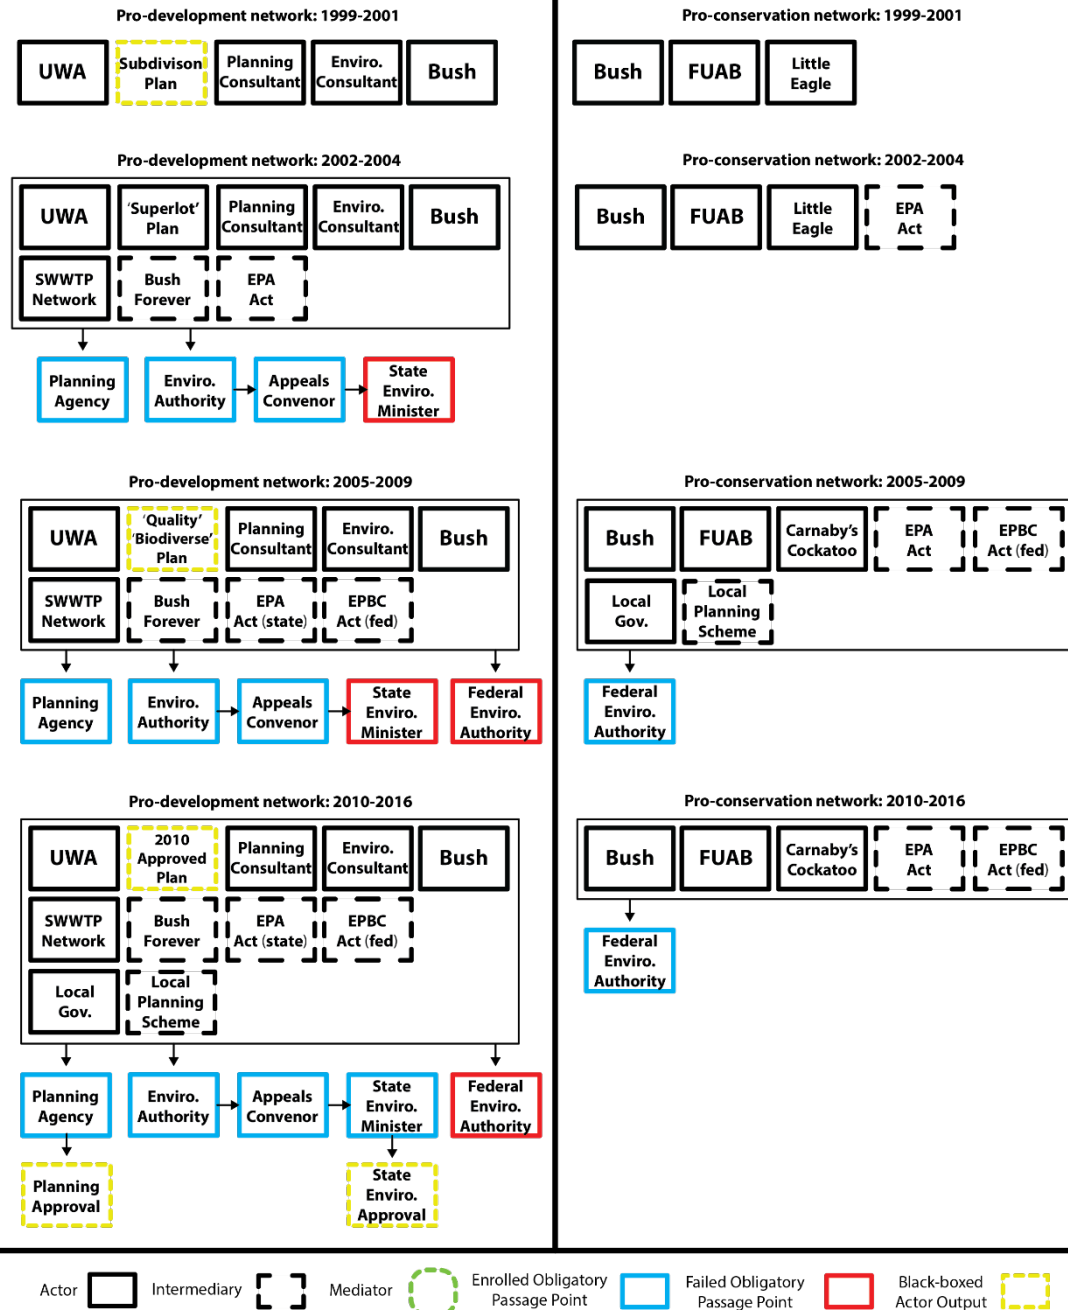 Pro-development network: 1999-2001
UWA
Subdivison
Plan
Planning
Consultant
Enviro.
Consultant
Bush
Pro-conservation network: 1999-2001
Bush
FUAB
Little
Eagle
Pro-development network: 2002-2004
UWA
‘Superlot’
Plan
Planning
Consultant
Enviro.
Consultant
Bush
SWWTP
Network
Bush
Forever
EPA
Act
Planning
Agency
Enviro.
Authority
Appeals
Convenor
State
Enviro.
Minister
Pro-conservation network: 2002-2004
Bush
FUAB
Little
Eagle
EPA
Act
Pro-development network: 2005-2009
UWA
‘Quality’
‘Biodiverse’
Plan
Planning
Consultant
Enviro.
Consultant
Bush
SWWTP
Network
Bush
Forever
EPA
Act (state)
EPBC
Act (fed)
Planning
Agency
Enviro.
Authority
Appeals
Convenor
State
Enviro.
Minister
Federal
Enviro.
Authority
Pro-conservation network: 2005-2009
Bush
FUAB
Carnaby’s
Cockatoo
EPA
Act
EPBC
Act (fed)
Local
Gov.
Local
Planning
Scheme
Federal
Enviro.
Authority
Pro-development network: 2010-2016
UWA
2010
Approved
Plan
Planning
Consultant
Enviro.
Consultant
Bush
SWWTP
Network
Bush
Forever
EPA
Act (state)
EPBC
Act (fed)
Local
Gov.
Local
Planning
Scheme
Planning
Agency
Enviro.
Authority
Appeals
Convenor
State
Enviro.
Minister
Federal
Enviro.
Authority
Planning
Approval
State
Enviro.
Approval
Pro-conservation network: 2010-2016
Bush
FUAB
Carnaby’s
Cockatoo
EPA
Act
EPBC
Act (fed)
Federal
Enviro.
Authority
Actor
Intermediary
Mediator
Enrolled Obligatory
Passage Point
Failed Obligatory
Passage Point
Black-boxed
Actor Output